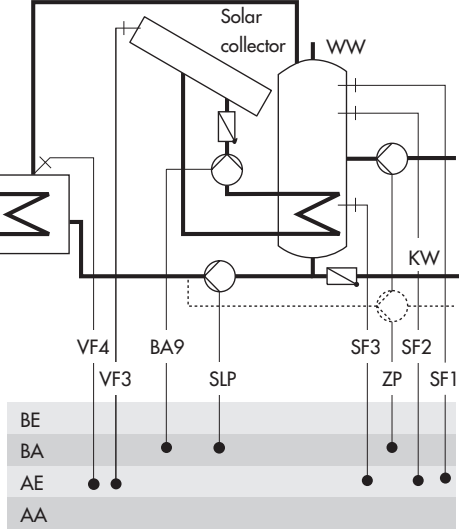 Solar
collector
WW
KW
VF4
BA9
SF3
SF2
VF3
SLP
ZP
SF1
BE
BA
AE
AA